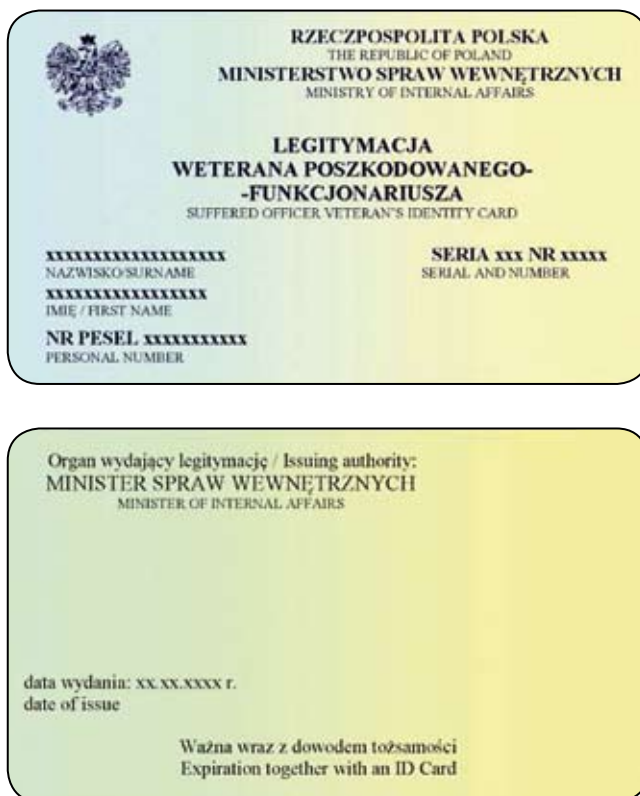 RZECZPOSPOLITA POLSKA
THE REPUBLIC OF POLAND
MINISTERSTWO SPRAW WEWNĘTRZNYCH
MINISTRY OF INTERNAL AFFAIRS
LEGITYMACJA
WETERANA POSZKODOWANEGO-
-FUNKCJONARIUSZA
SUFFERED OFFICER VETERAN'S IDENTITY CARD
xxxxxxxxxxxxxxxxxxx SERIA xxx NR xxxxx
NAZWISKO/SURNAME SERIAL AND NUMBER
xxxxxxxxxxxxxxxxx
IMIĘ / FIRST NAME
NR PESEL xxxxxxxxxxx
PERSONAL NUMBER
Organ wydający legitymację / Issuing authority:
MINISTER SPRAW WEWNĘTRZNYCH
MINISTER OF INTERNAL AFFAIRS
data wydania: xx.xx.xxxx r.
date of issue
Ważna wraz z dowodem tożsamości
Expiration together with an ID Card